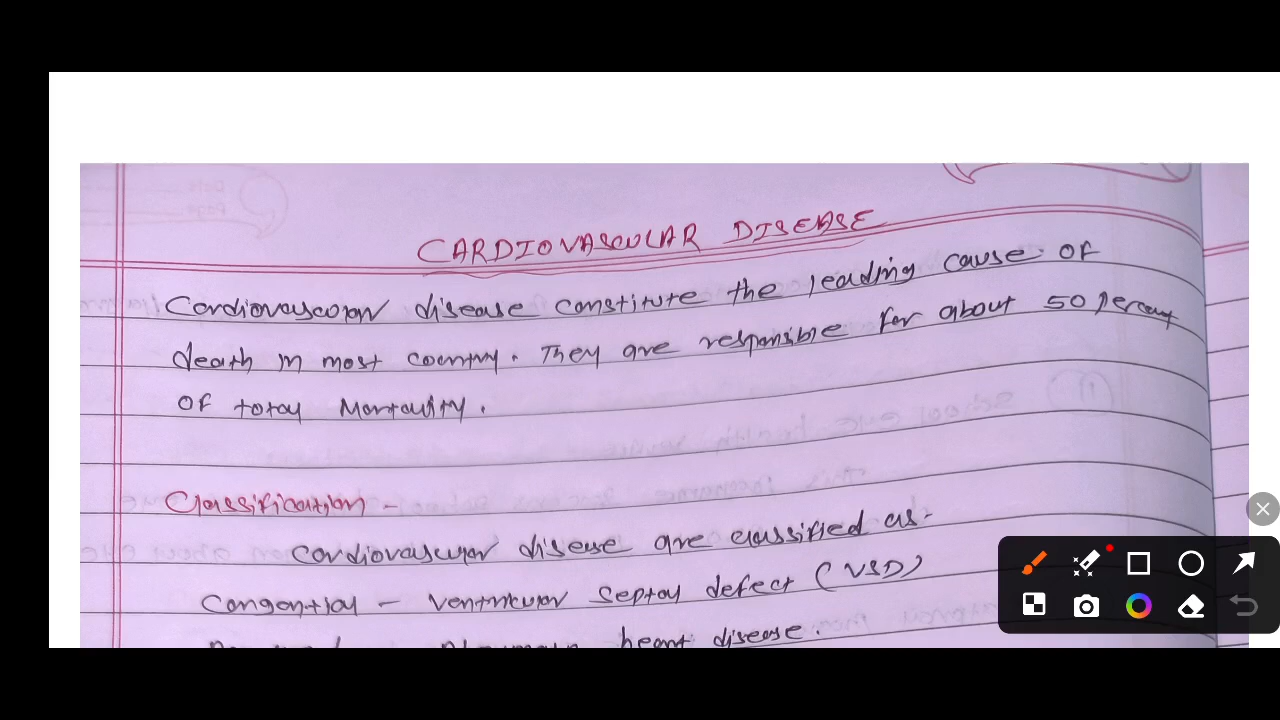 CARDIOVASCULAR DISEASE
Cardiovascular disease constitute the leading cause of
death in most country. They are responsible for about 50 percent
of total Mortality.
Classification -
Cardiovascular disease are classified as:-
Congential - Ventricular Septal defect (VSD)
heart disease.